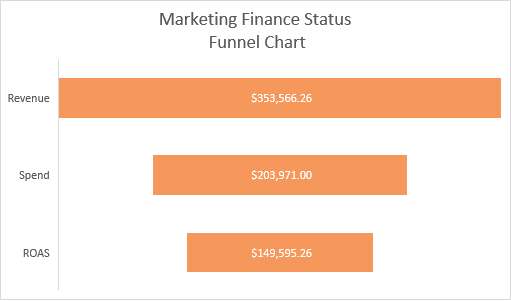 Marketing Finance Status
Funnel Chart
Revenue $353,566.26
Spend $203,971.00
ROAS $149,595.26